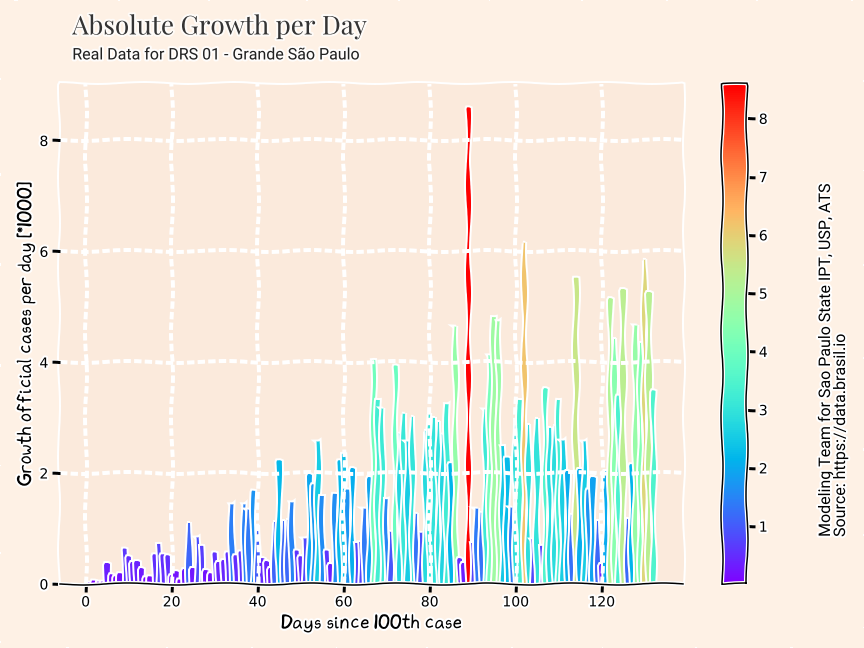 Absolute Growth per Day
Real Data for DRS 01 - Grande São Paulo
Growth official cases per day [*1000]
8
6
4
2
0
0 20 40 60 80 100 120
Days since 100th case
8
7
6
5
4
3
2
1
Modeling Team for Sao Paulo State IPT, USP, ATS
Source: https://data.brasil.io